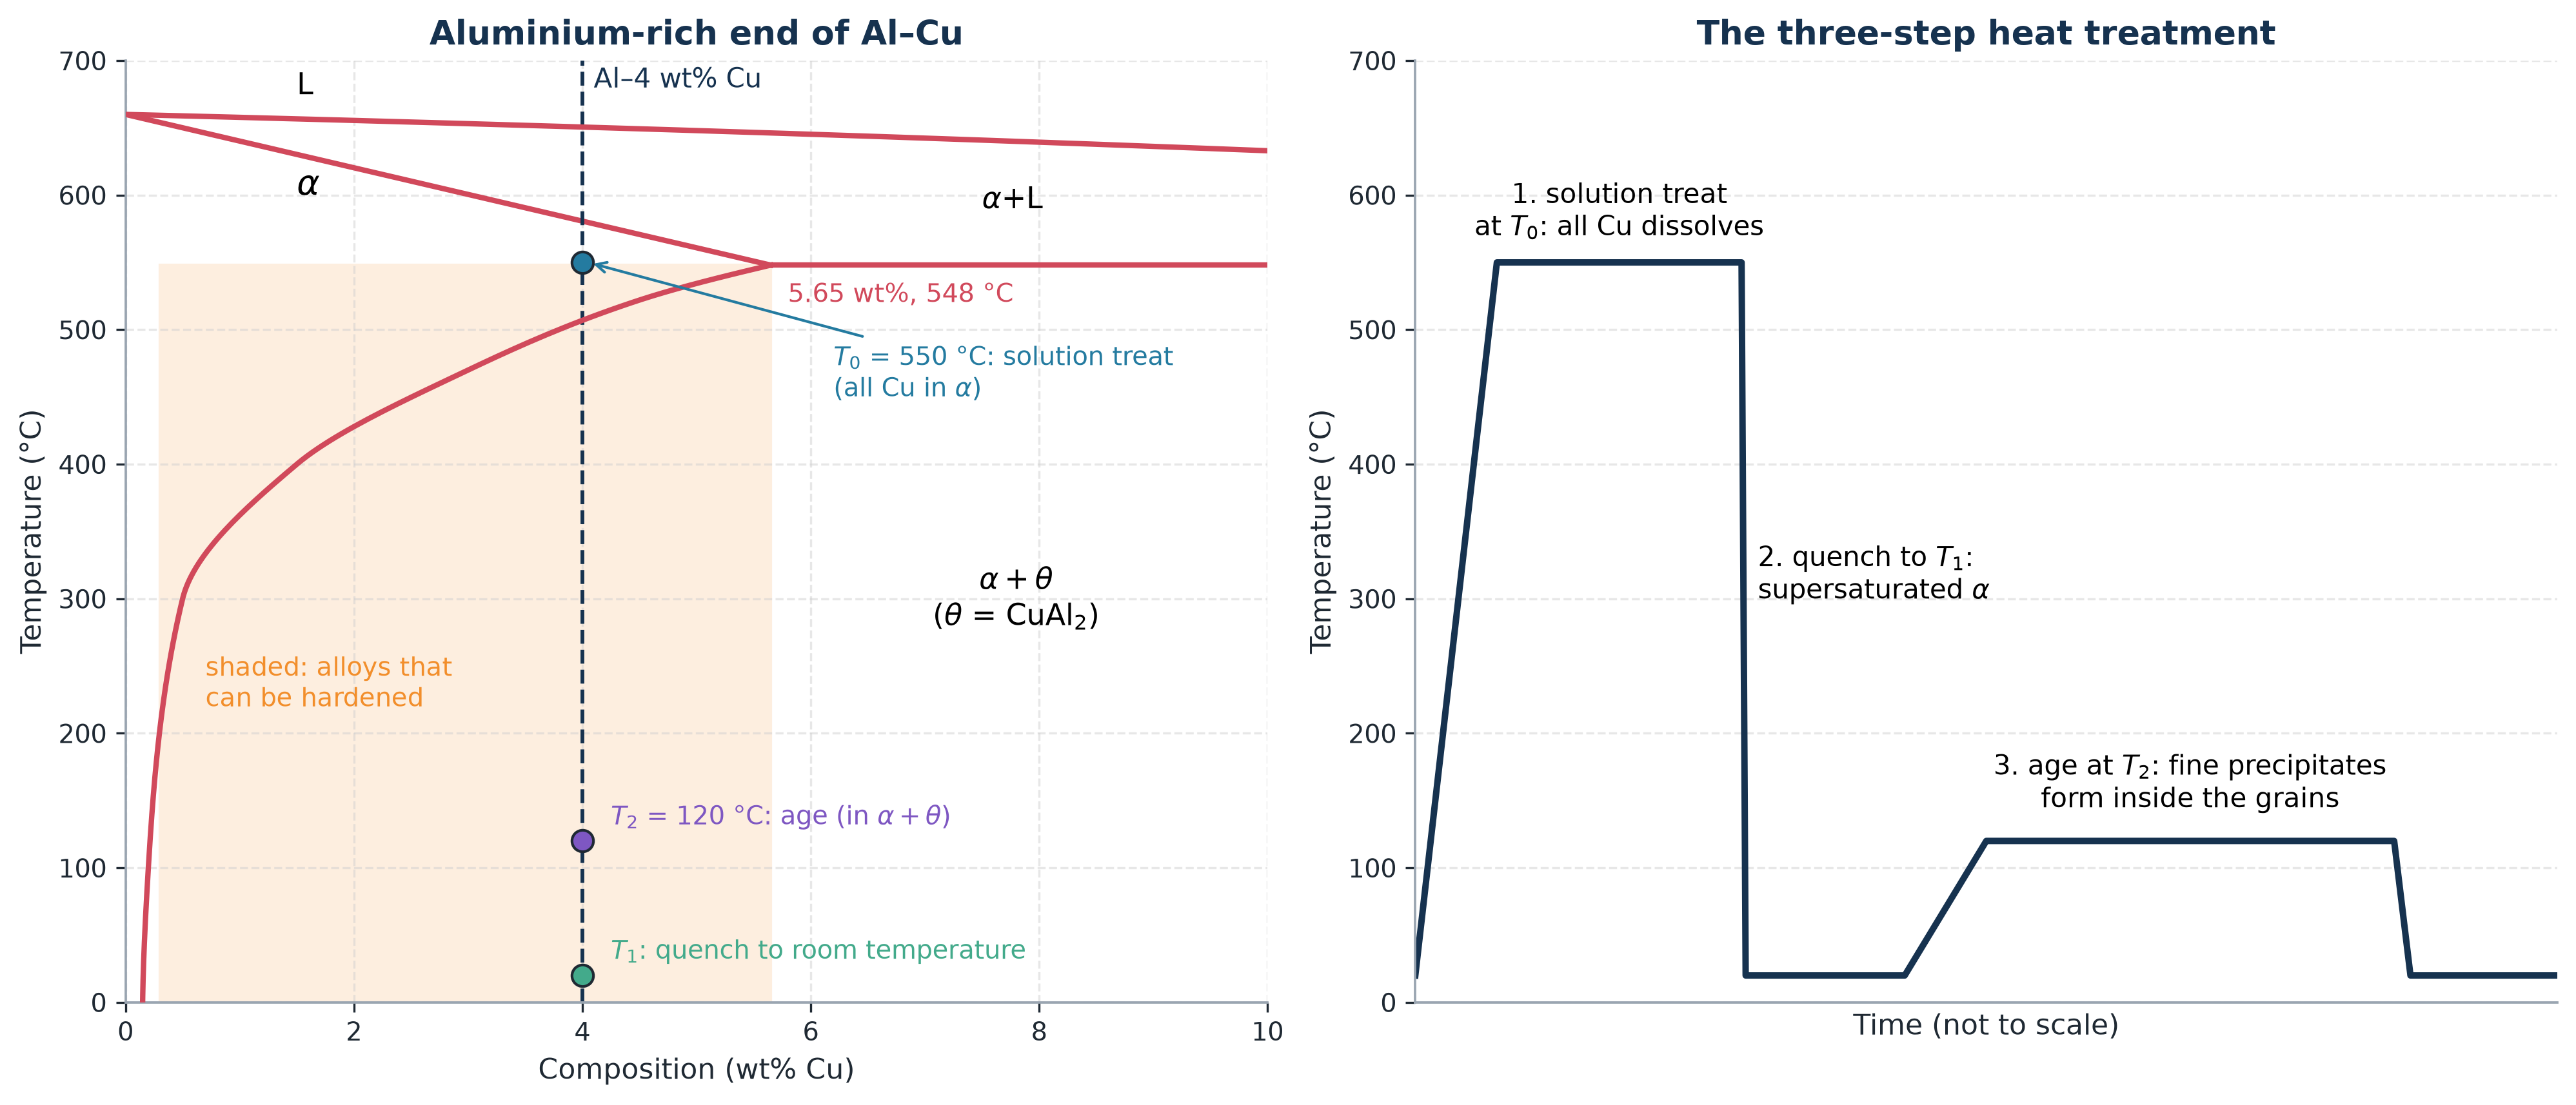 Aluminium-rich end of Al–Cu
700
600
500
400
300
200
100
0
Temperature (°C)
L
Al–4 wt% Cu
α
α+L
5.65 wt%, 548 °C
T₀ = 550 °C: solution treat
(all Cu in α)
α + θ
(θ = CuAl₂)
shaded: alloys that
can be hardened
T₂ = 120 °C: age (in α + θ)
T₁: quench to room temperature
0
2
4
6
8
10
Composition (wt% Cu)
The three-step heat treatment
700
600
500
400
300
200
100
0
Temperature (°C)
1. solution treat
at T₀: all Cu dissolves
2. quench to T₁:
supersaturated α
3. age at T₂: fine precipitates
form inside the grains
Time (not to scale)